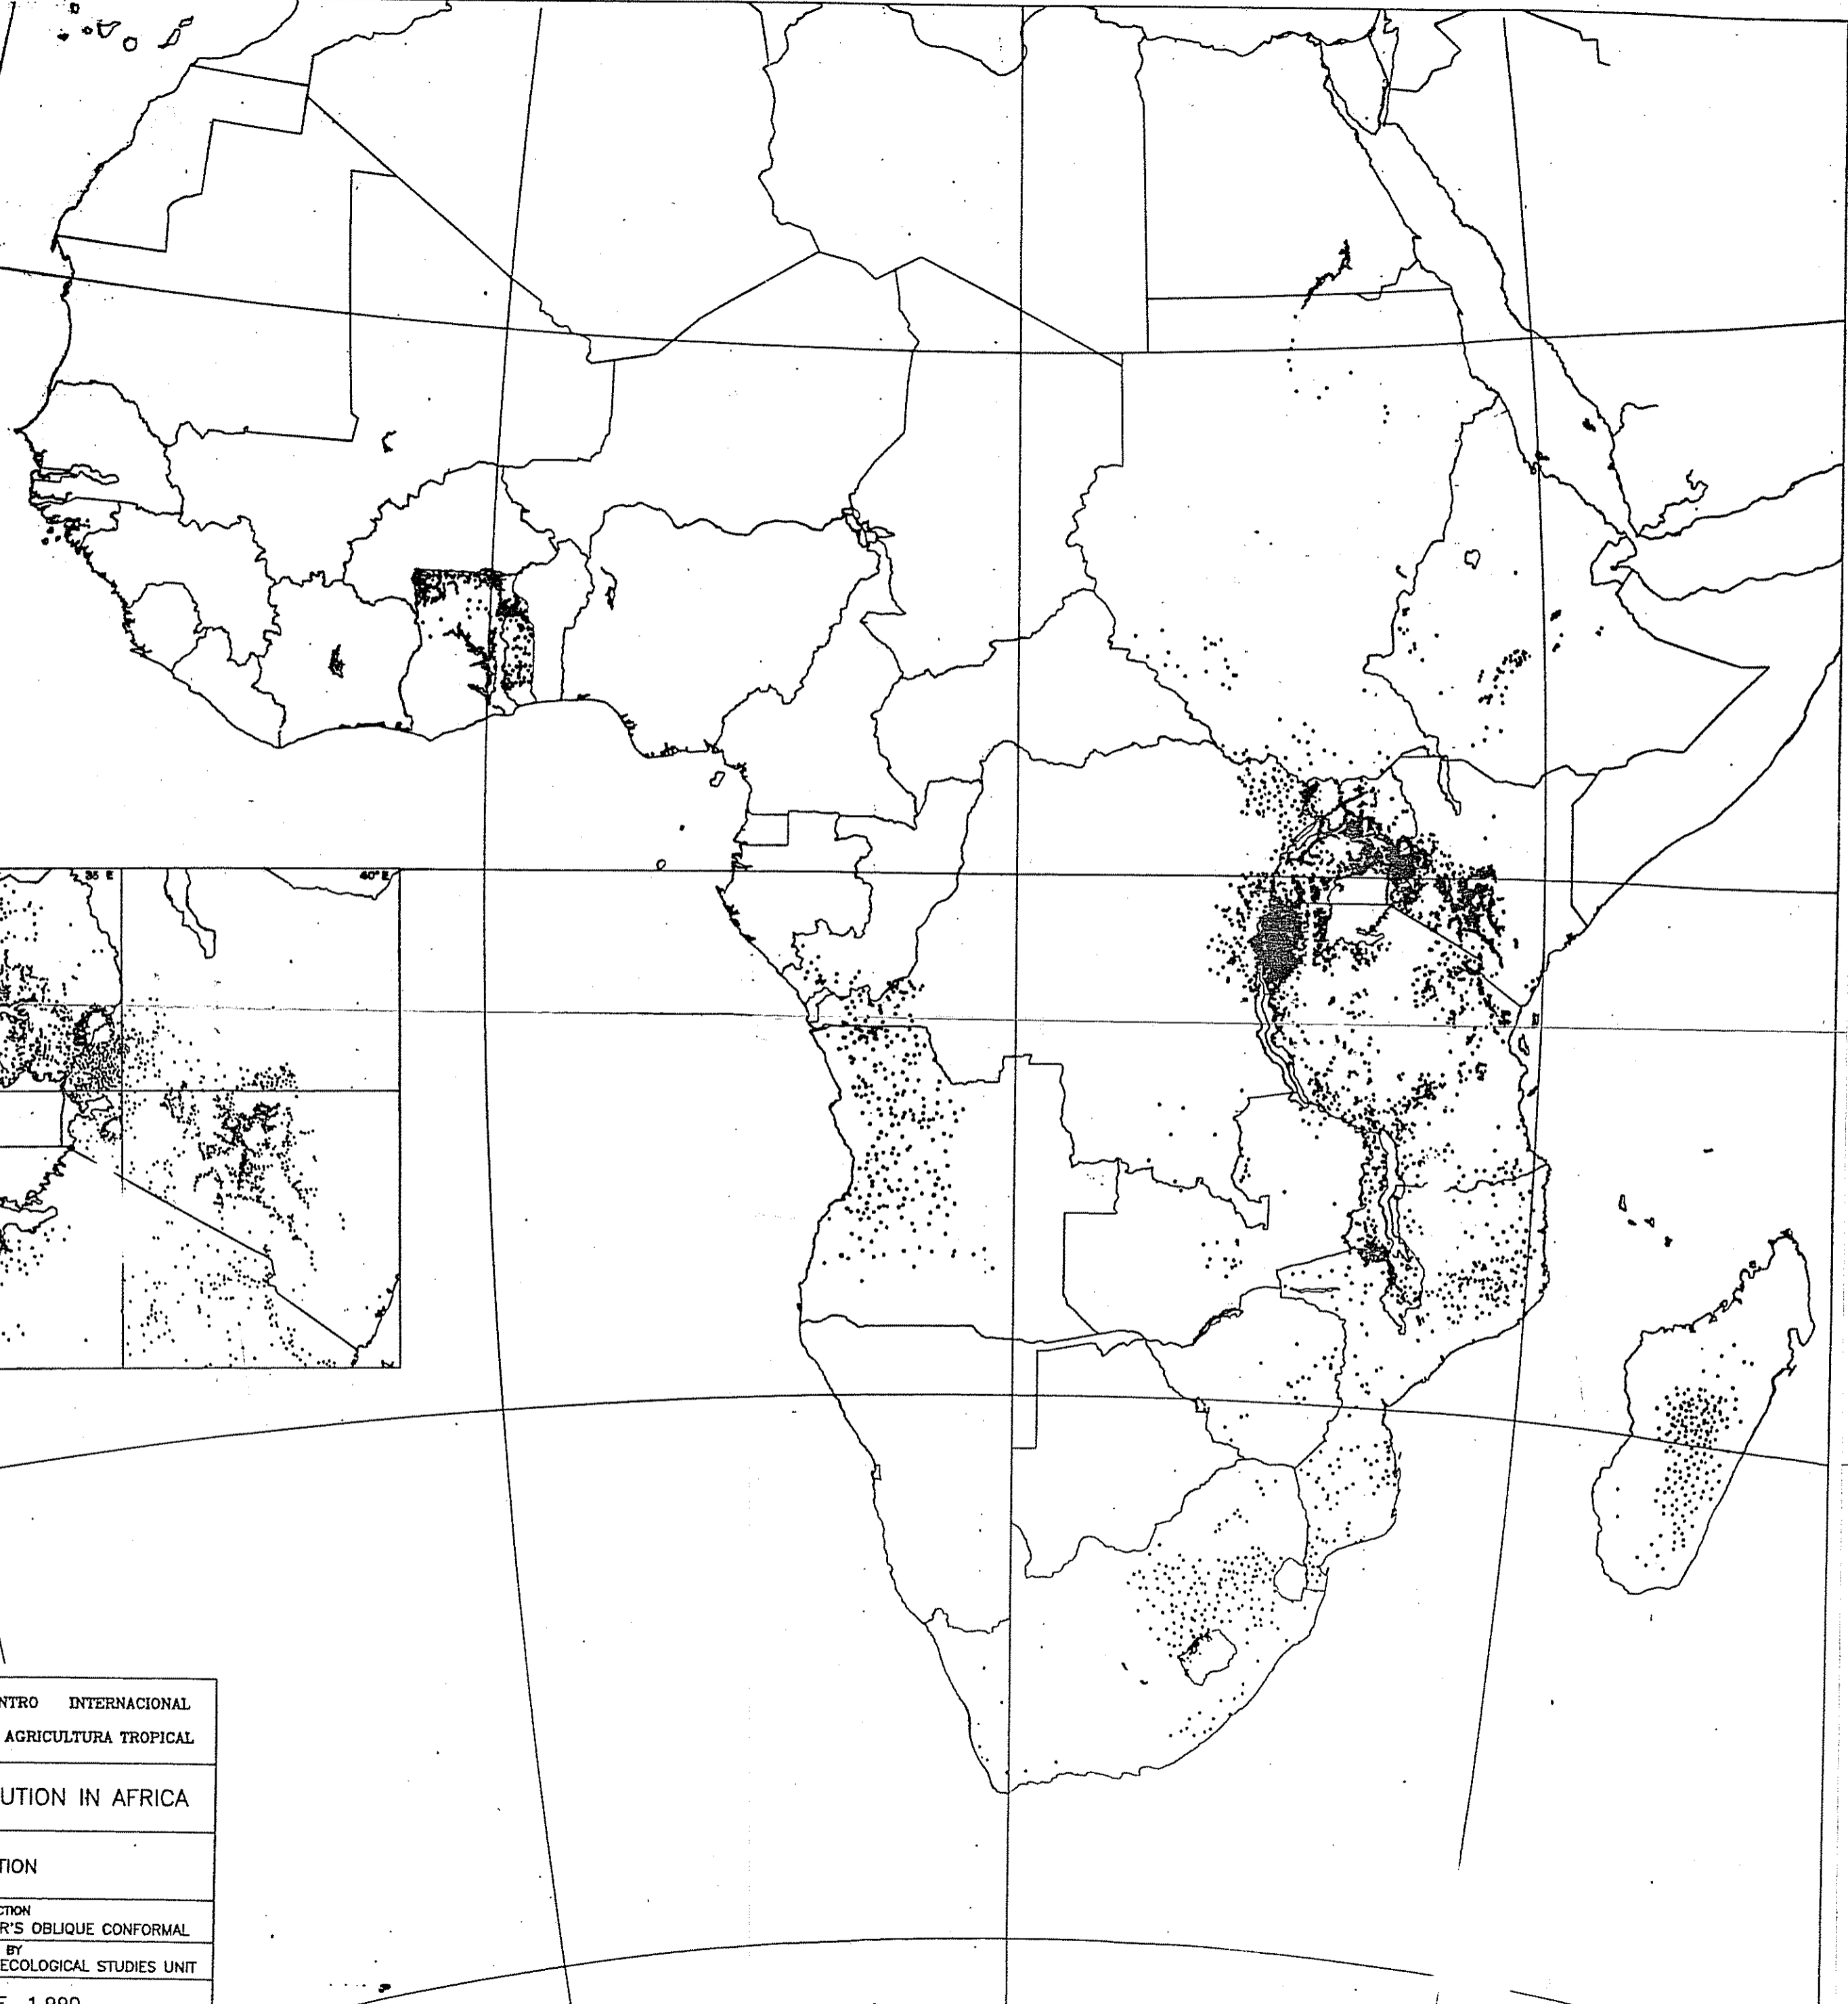 35 E
40° E
NTRO INTERNACIONAL
AGRICULTURA TROPICAL
UTION IN AFRICA
TION
CTION
R'S OBLIQUE CONFORMAL
BY
ECOLOGICAL STUDIES UNIT